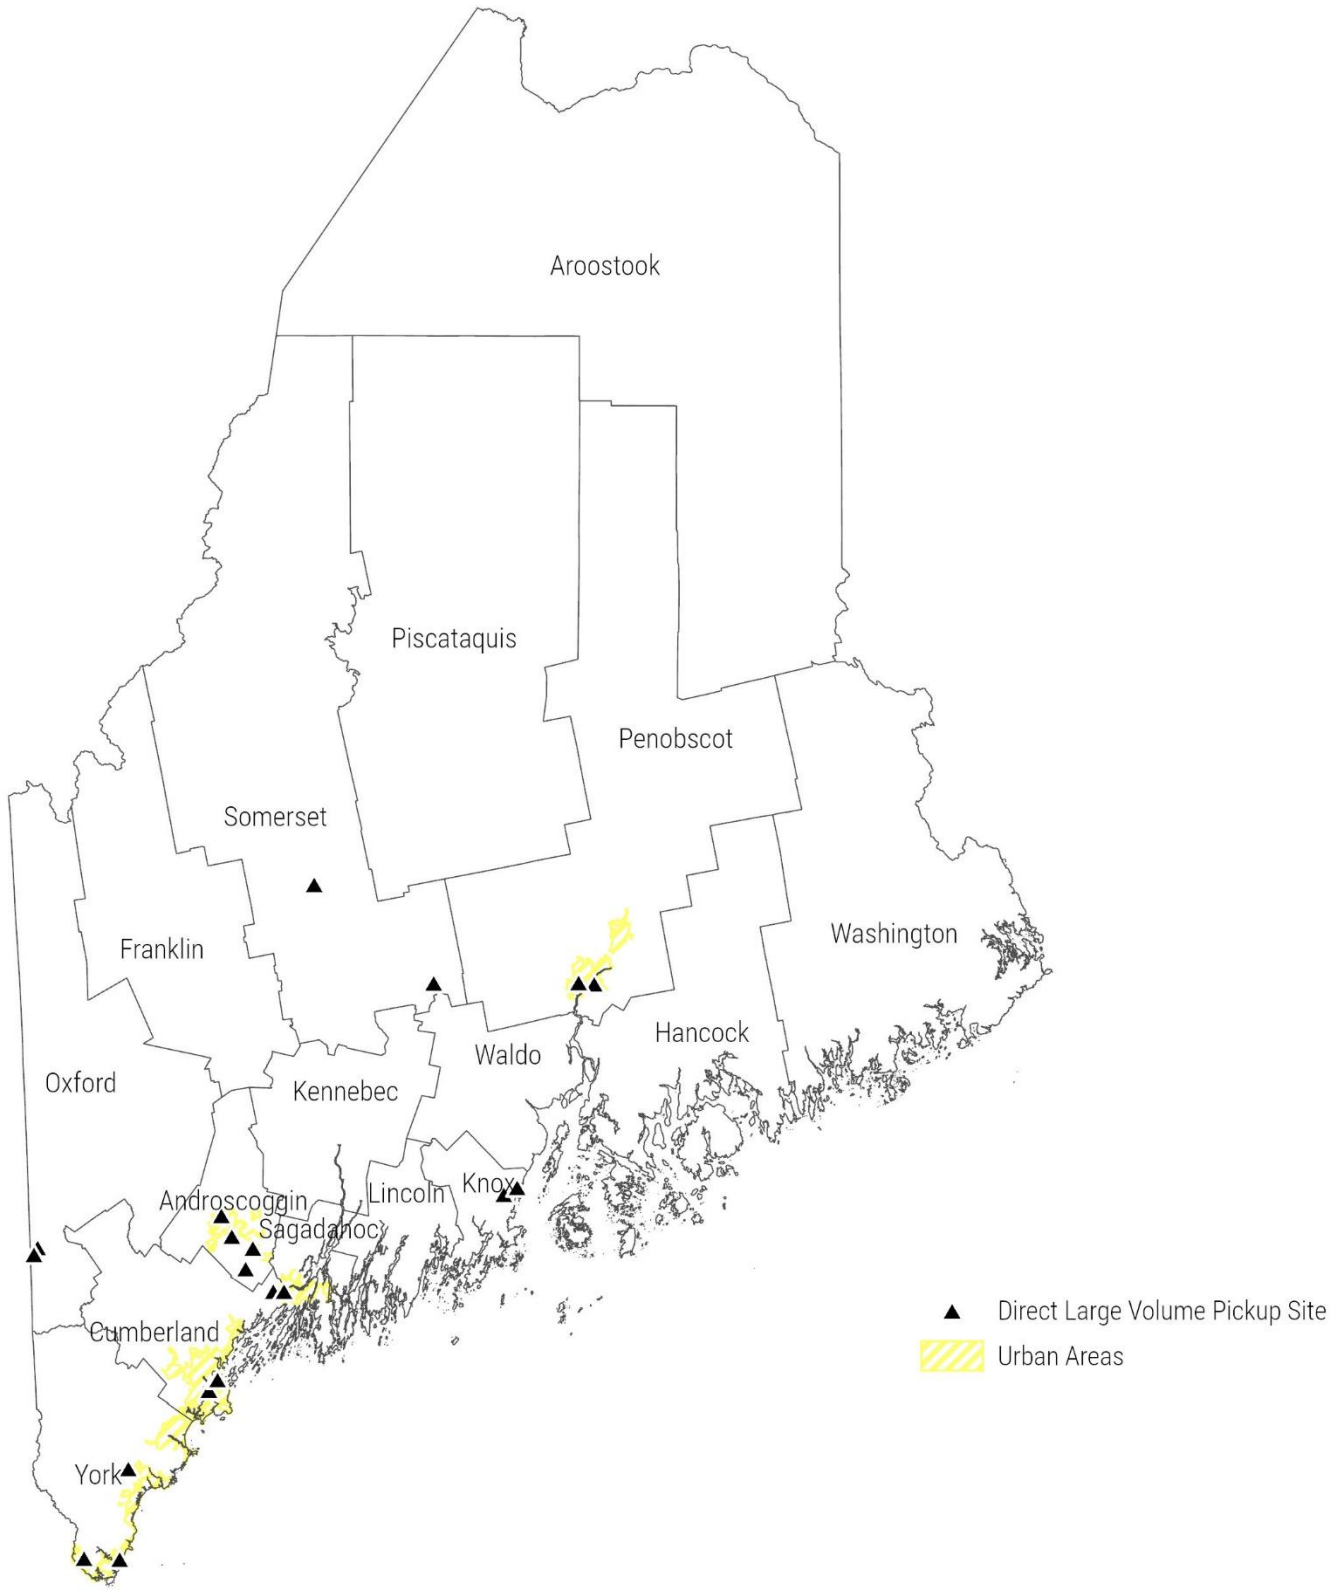 Aroostook
Piscataquis
Penobscot
Somerset
Franklin
Washington
Hancock
Waldo
Oxford
Kennebec
Androscoggin
Lincoln
Knox
Sagadahoc
Cumberland
York
Direct Large Volume Pickup Site
Urban Areas